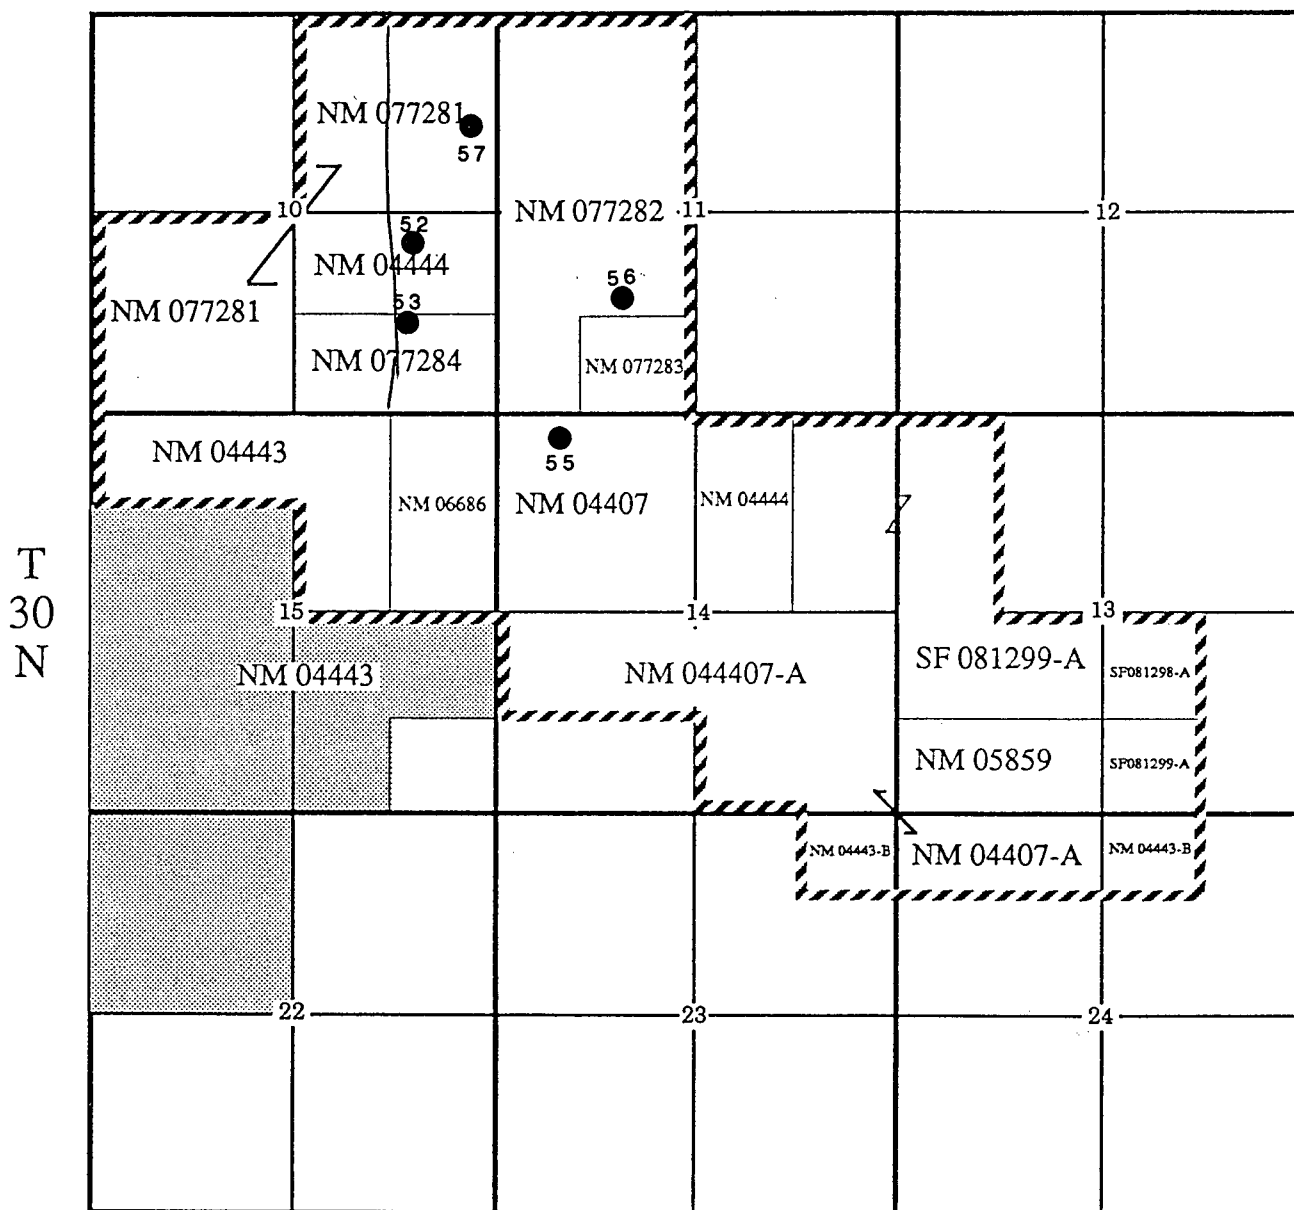 NM 077281
57
10
NM 077282
11
12
52
NM 04444
56
NM 077281
53
NM 077284
NM 077283
NM 04443
55
NM 06686
NM 04407
NM 04444
T
30
N
15
14
13
NM 04443
NM 044407-A
SF 081299-A
SF081298-A
NM 05859
SF081299-A
NM 04443-B
NM 04407-A
NM 04443-B
22
23
24